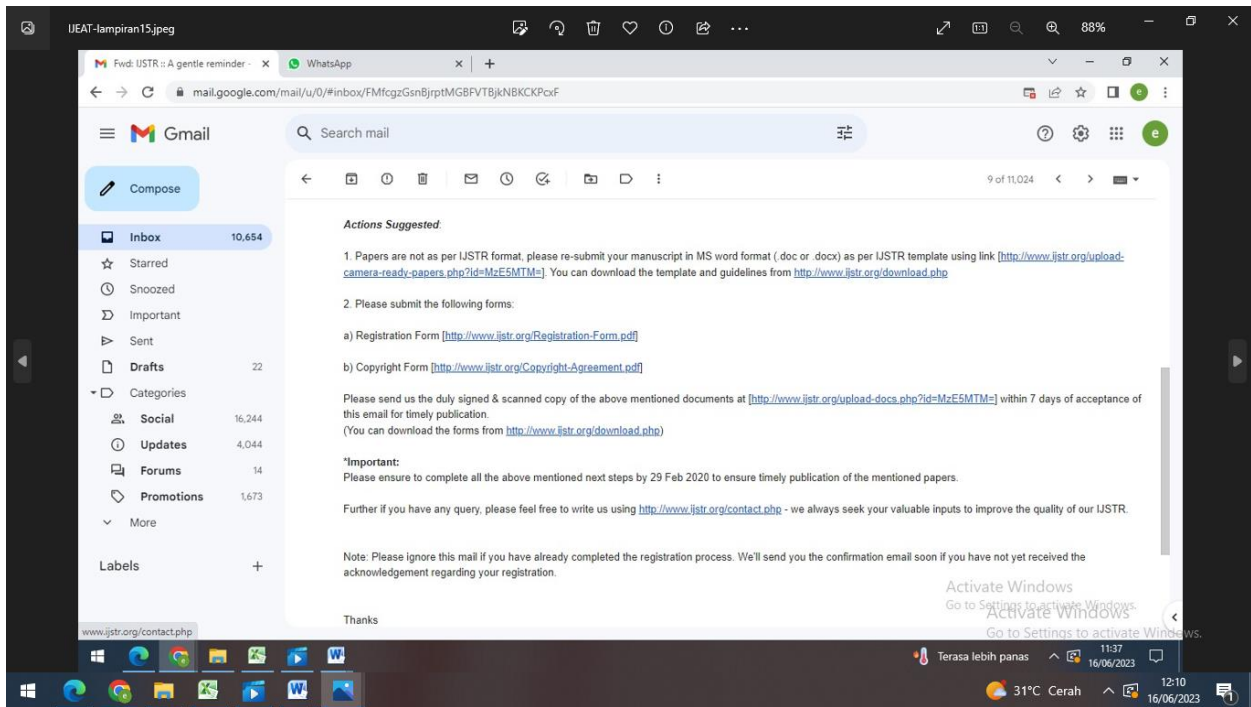 IJEAT-lampiran15.jpeg
88%
Fwd: IJSTR :: A gentle reminder -
WhatsApp
mail.google.com/mail/u/0/#inbox/FMfcgzGsnBjrptMGBFVTBjkNBKCKPcxF
e
Gmail
Search mail
e
Compose
9 of 11,024
Inbox 10,654
Starred
Snoozed
Important
Sent
Drafts 22
Categories
Social 16,244
Updates 4,044
Forums 14
Promotions 1,673
More
Labels
Actions Suggested:
1. Papers are not as per IJSTR format, please re-submit your manuscript in MS word format (.doc or .docx) as per IJSTR template using link [http://www.ijstr.org/upload-
camera-ready-papers.php?id=MzE5MTM=]. You can download the template and guidelines from http://www.ijstr.org/download.php
2. Please submit the following forms:
a) Registration Form [http://www.ijstr.org/Registration-Form.pdf]
b) Copyright Form [http://www.ijstr.org/Copyright-Agreement.pdf]
Please send us the duly signed & scanned copy of the above mentioned documents at [http://www.ijstr.org/upload-docs.php?id=MzE5MTM=] within 7 days of acceptance of
this email for timely publication.
(You can download the forms from http://www.ijstr.org/download.php)
*Important:
Please ensure to complete all the above mentioned next steps by 29 Feb 2020 to ensure timely publication of the mentioned papers.
Further if you have any query, please feel free to write us using http://www.ijstr.org/contact.php - we always seek your valuable inputs to improve the quality of our IJSTR.
Note: Please ignore this mail if you have already completed the registration process. We'll send you the confirmation email soon if you have not yet received the
acknowledgement regarding your registration.
Thanks
Activate Windows
Go to Settings to activate Windows.
Activate Windows
Go to Settings to activate Windows.
www.ijstr.org/contact.php
Terasa lebih panas
11:37
16/06/2023
31°C Cerah
12:10
16/06/2023
1